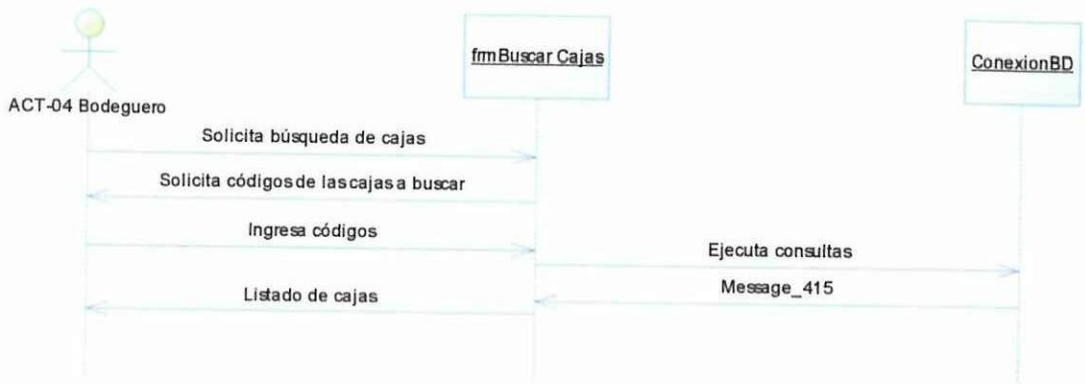 frmBuscar Cajas
ConexionBD
ACT-04 Bodeguero
Solicita búsqueda de cajas
Solicita códigos de las cajas a buscar
Ingresa códigos
Ejecuta consultas
Message_415
Listado de cajas